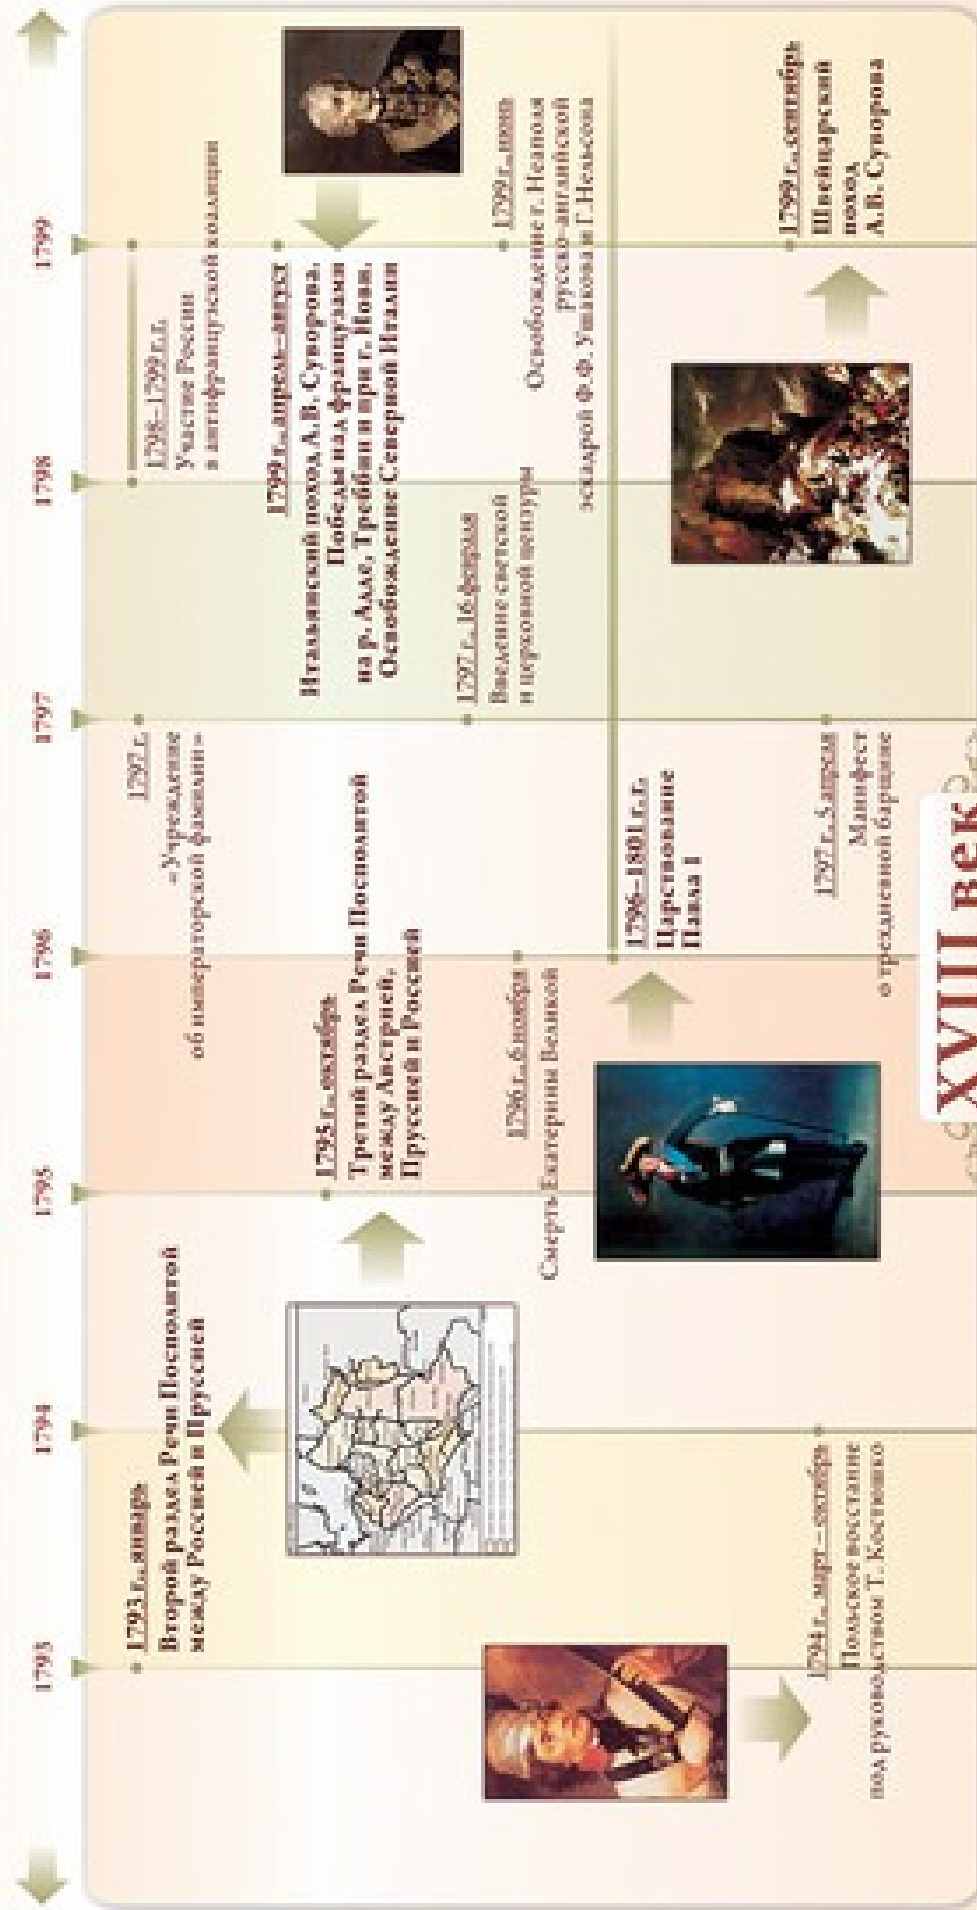 1793
1794
1795
1796
1797
1798
1799
1793 г., январь
Второй раздел Речи Посполитой
между Россией и Пруссией
1794 г., март – октябрь
Польское восстание
под руководством Т. Костюшко
1795 г., октябрь
Третий раздел Речи Посполитой
между Австрией,
Пруссией и Россией
1796 г., 6 ноября
Смерть Екатерины Великой
1796–1801 г.г.
Царствование
Павла I
1797 г.
«Учреждение
об императорской фамилии»
1797 г., 16 февраля
Введение светской
и церковной цензуры
1797 г., 5 апреля
Манифест
о трехдневной барщине
1798–1799 г.г.
Участие России
в антифранцузской коалиции
1799 г., апрель–август
Итальянский поход А.В. Суворова.
Победы над французами
на р. Адде, Треббии и при г. Нови.
Освобождение Северной Италии
1799 г., июнь
Освобождение г. Неаполя
русско-английской
эскадрой Ф.Ф. Ушакова и Г. Нельсона
1799 г., сентябрь
Швейцарский
поход
А.В. Суворова
XVIII век